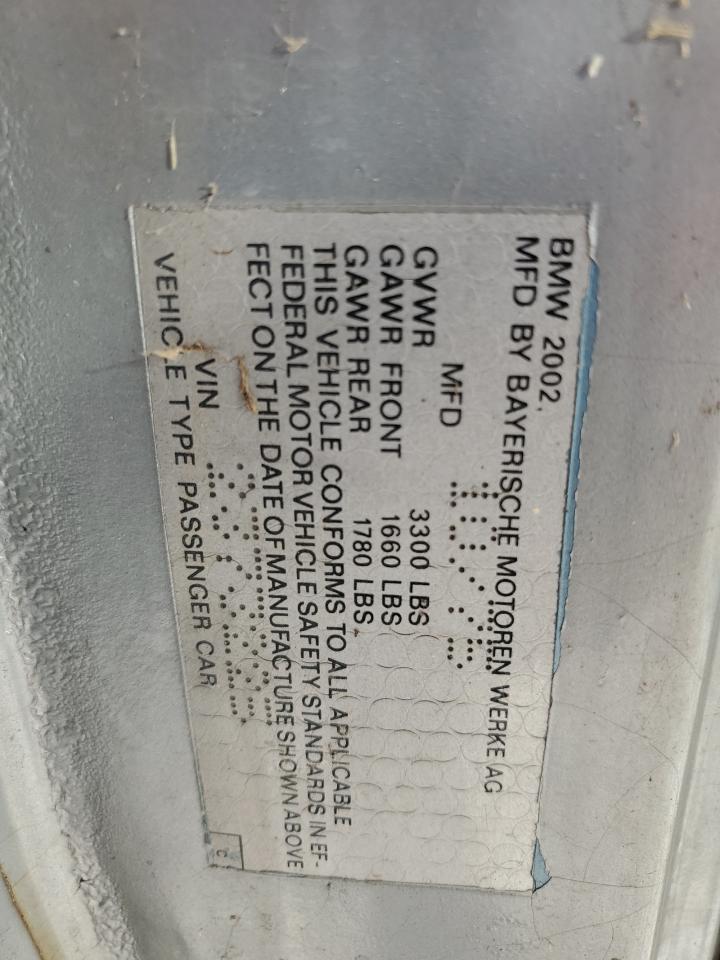 BMW 2002,
MFD BY BAYERISCHE MOTOREN WERKE AG
MFD
GVWR 3300 LBS
GAWR FRONT 1660 LBS
GAWR REAR 1780 LBS
THIS VEHICLE CONFORMS TO ALL APPLICABLE
FEDERAL MOTOR VEHICLE SAFETY STANDARDS IN EF-
FECT ON THE DATE OF MANUFACTURE SHOWN ABOVE
VIN
VEHICLE TYPE PASSENGER CAR
C